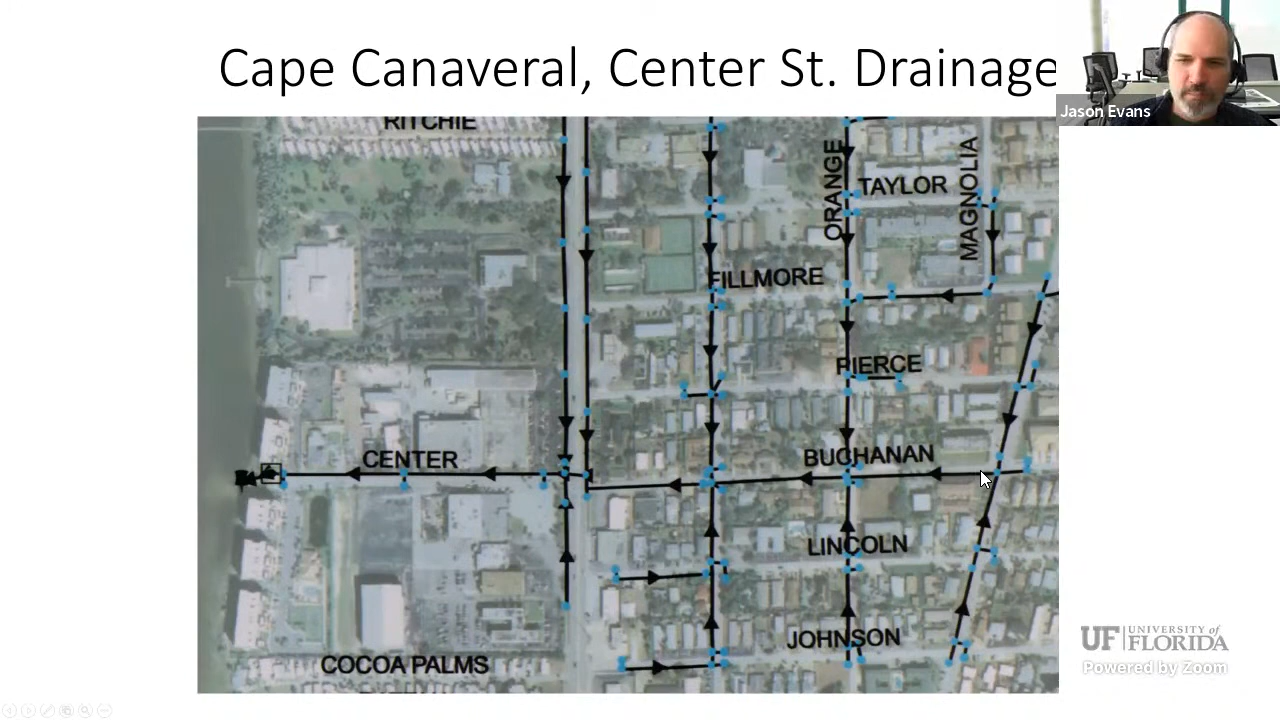 Cape Canaveral, Center St. Drainage
Jason Evans
RITCHIE
ORANGE
TAYLOR
MAGNOLIA
FILLMORE
PIERCE
CENTER
BUCHANAN
LINCOLN
JOHNSON
COCOA PALMS
UF UNIVERSITY of
FLORIDA
Powered by Zoom